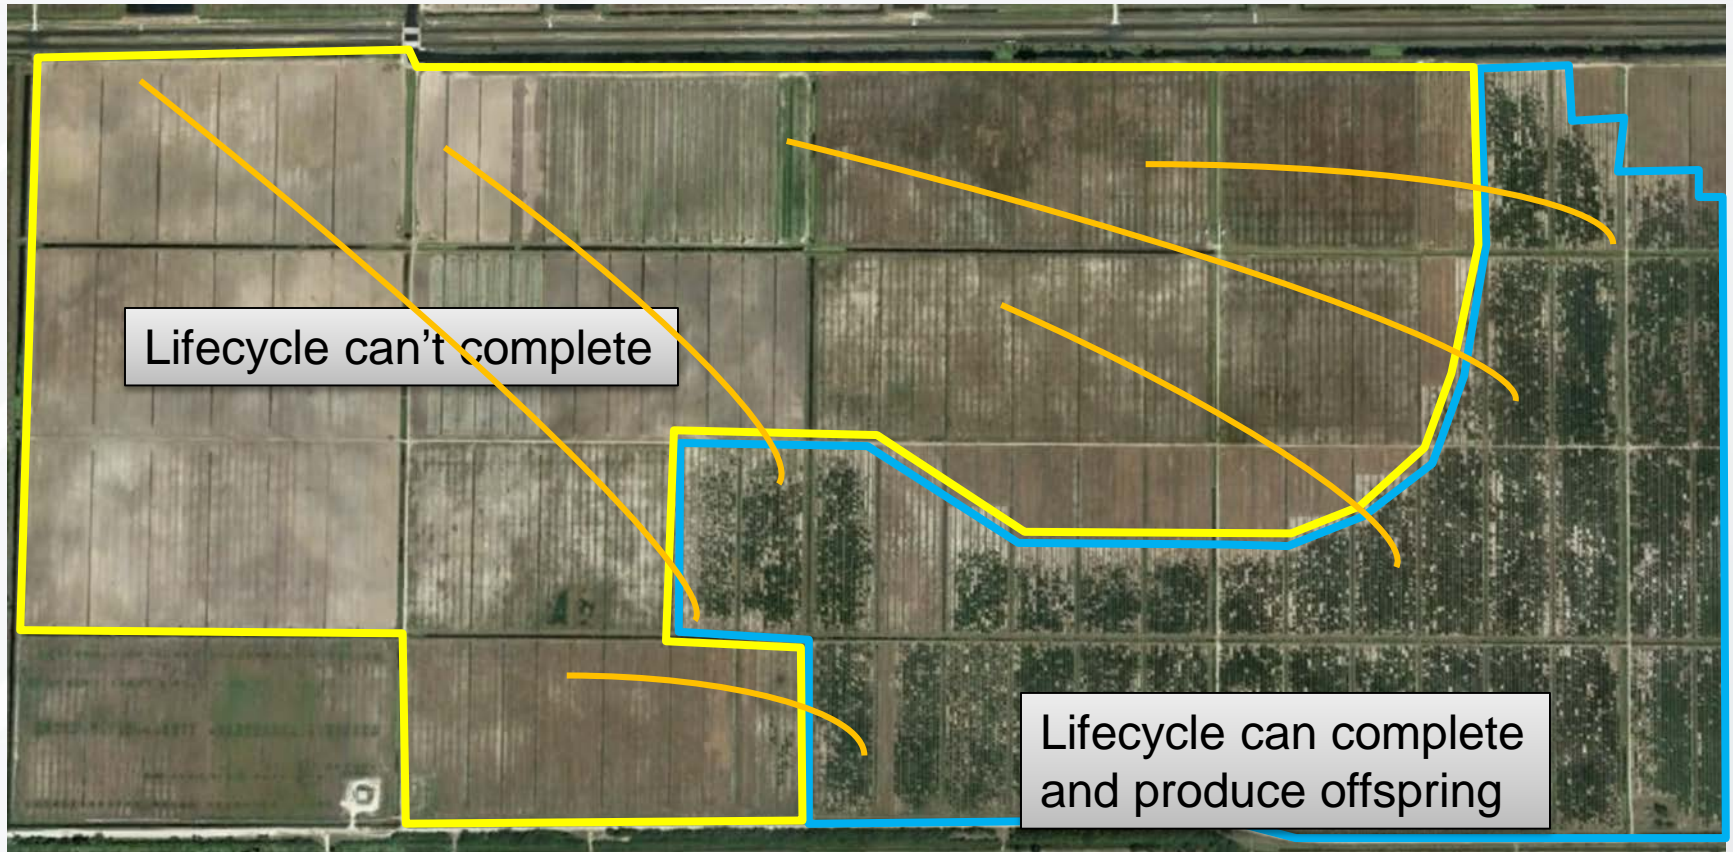 Lifecycle can’t complete
Lifecycle can complete
and produce offspring